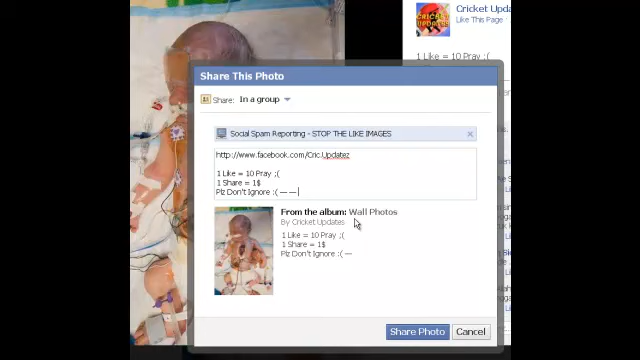 CRICKET UPDATES
Cricket Updat
Like This Page
1 Like = 10 Pray ;(
Share This Photo
Share: In a group
Social Spam Reporting - STOP THE LIKE IMAGES
http://www.facebook.com/Cric.Updatez
1 Like = 10 Pray ;(
1 Share = 1$
Plz Don't Ignore :( — —
From the album: Wall Photos
By Cricket Updates
1 Like = 10 Pray ;(
1 Share = 1$
Plz Don't Ignore :( —
Share Photo
Cancel